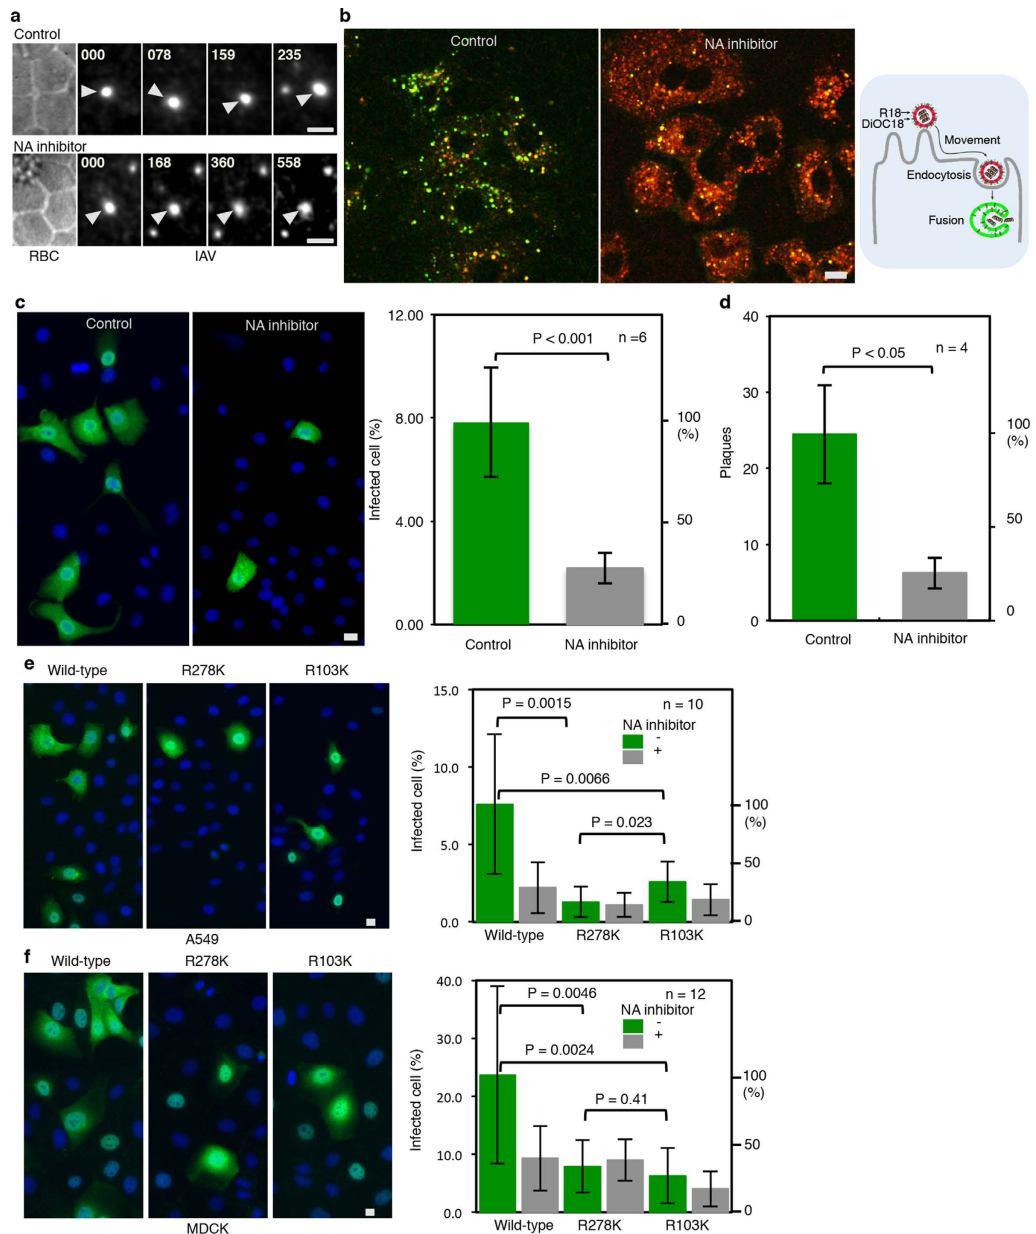 a
Control
000 078 159 235
NA inhibitor
000 168 360 558
RBC IAV
b
Control NA inhibitor
R18
DiOC18
Movement
Endocytosis
Fusion
c
Control NA inhibitor
Infected cell (%)
12.00
8.00
4.00
0.00
P < 0.001 n =6
100
(%)
50
0
Control NA inhibitor
d
Plaques
40
30
20
10
0
P < 0.05 n = 4
100
(%)
50
0
Control NA inhibitor
e
Wild-type R278K R103K
A549
Infected cell (%)
15.0
10.0
5.0
0.0
P = 0.0015 n = 10
NA inhibitor
-
+
P = 0.0066
P = 0.023
100
(%)
50
0
Wild-type R278K R103K
f
Wild-type R278K R103K
MDCK
Infected cell (%)
40.0
30.0
20.0
10.0
0.0
P = 0.0046 n = 12
NA inhibitor
-
+
P = 0.0024
P = 0.41
100
(%)
50
0
Wild-type R278K R103K